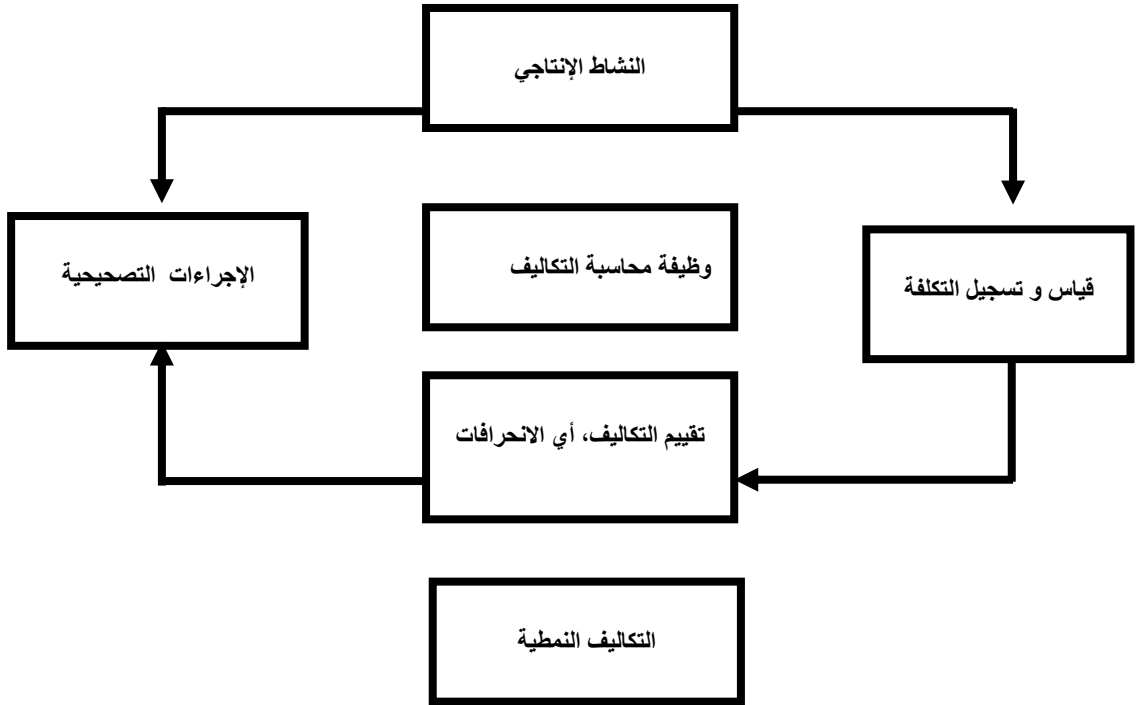 النشاط الإنتاجي
وظيفة محاسبة التكاليف
الإجراءات التصحيحية
قياس و تسجيل التكلفة
تقييم التكاليف، أي الانحرافات
التكاليف النمطية